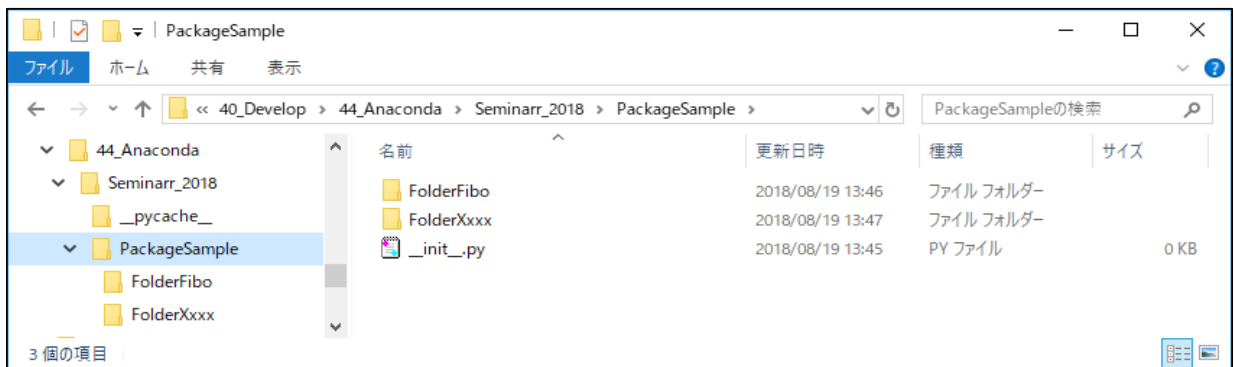 PackageSample
ファイル ホーム 共有 表示
« 40_Develop > 44_Anaconda > Seminarr_2018 > PackageSample > PackageSampleの検索
44_Anaconda
Seminarr_2018
__pycache__
PackageSample
FolderFibo
FolderXxxx
名前 更新日時 種類 サイズ
FolderFibo 2018/08/19 13:46 ファイル フォルダー
FolderXxxx 2018/08/19 13:47 ファイル フォルダー
__init__.py 2018/08/19 13:45 PY ファイル 0 KB
3 個の項目